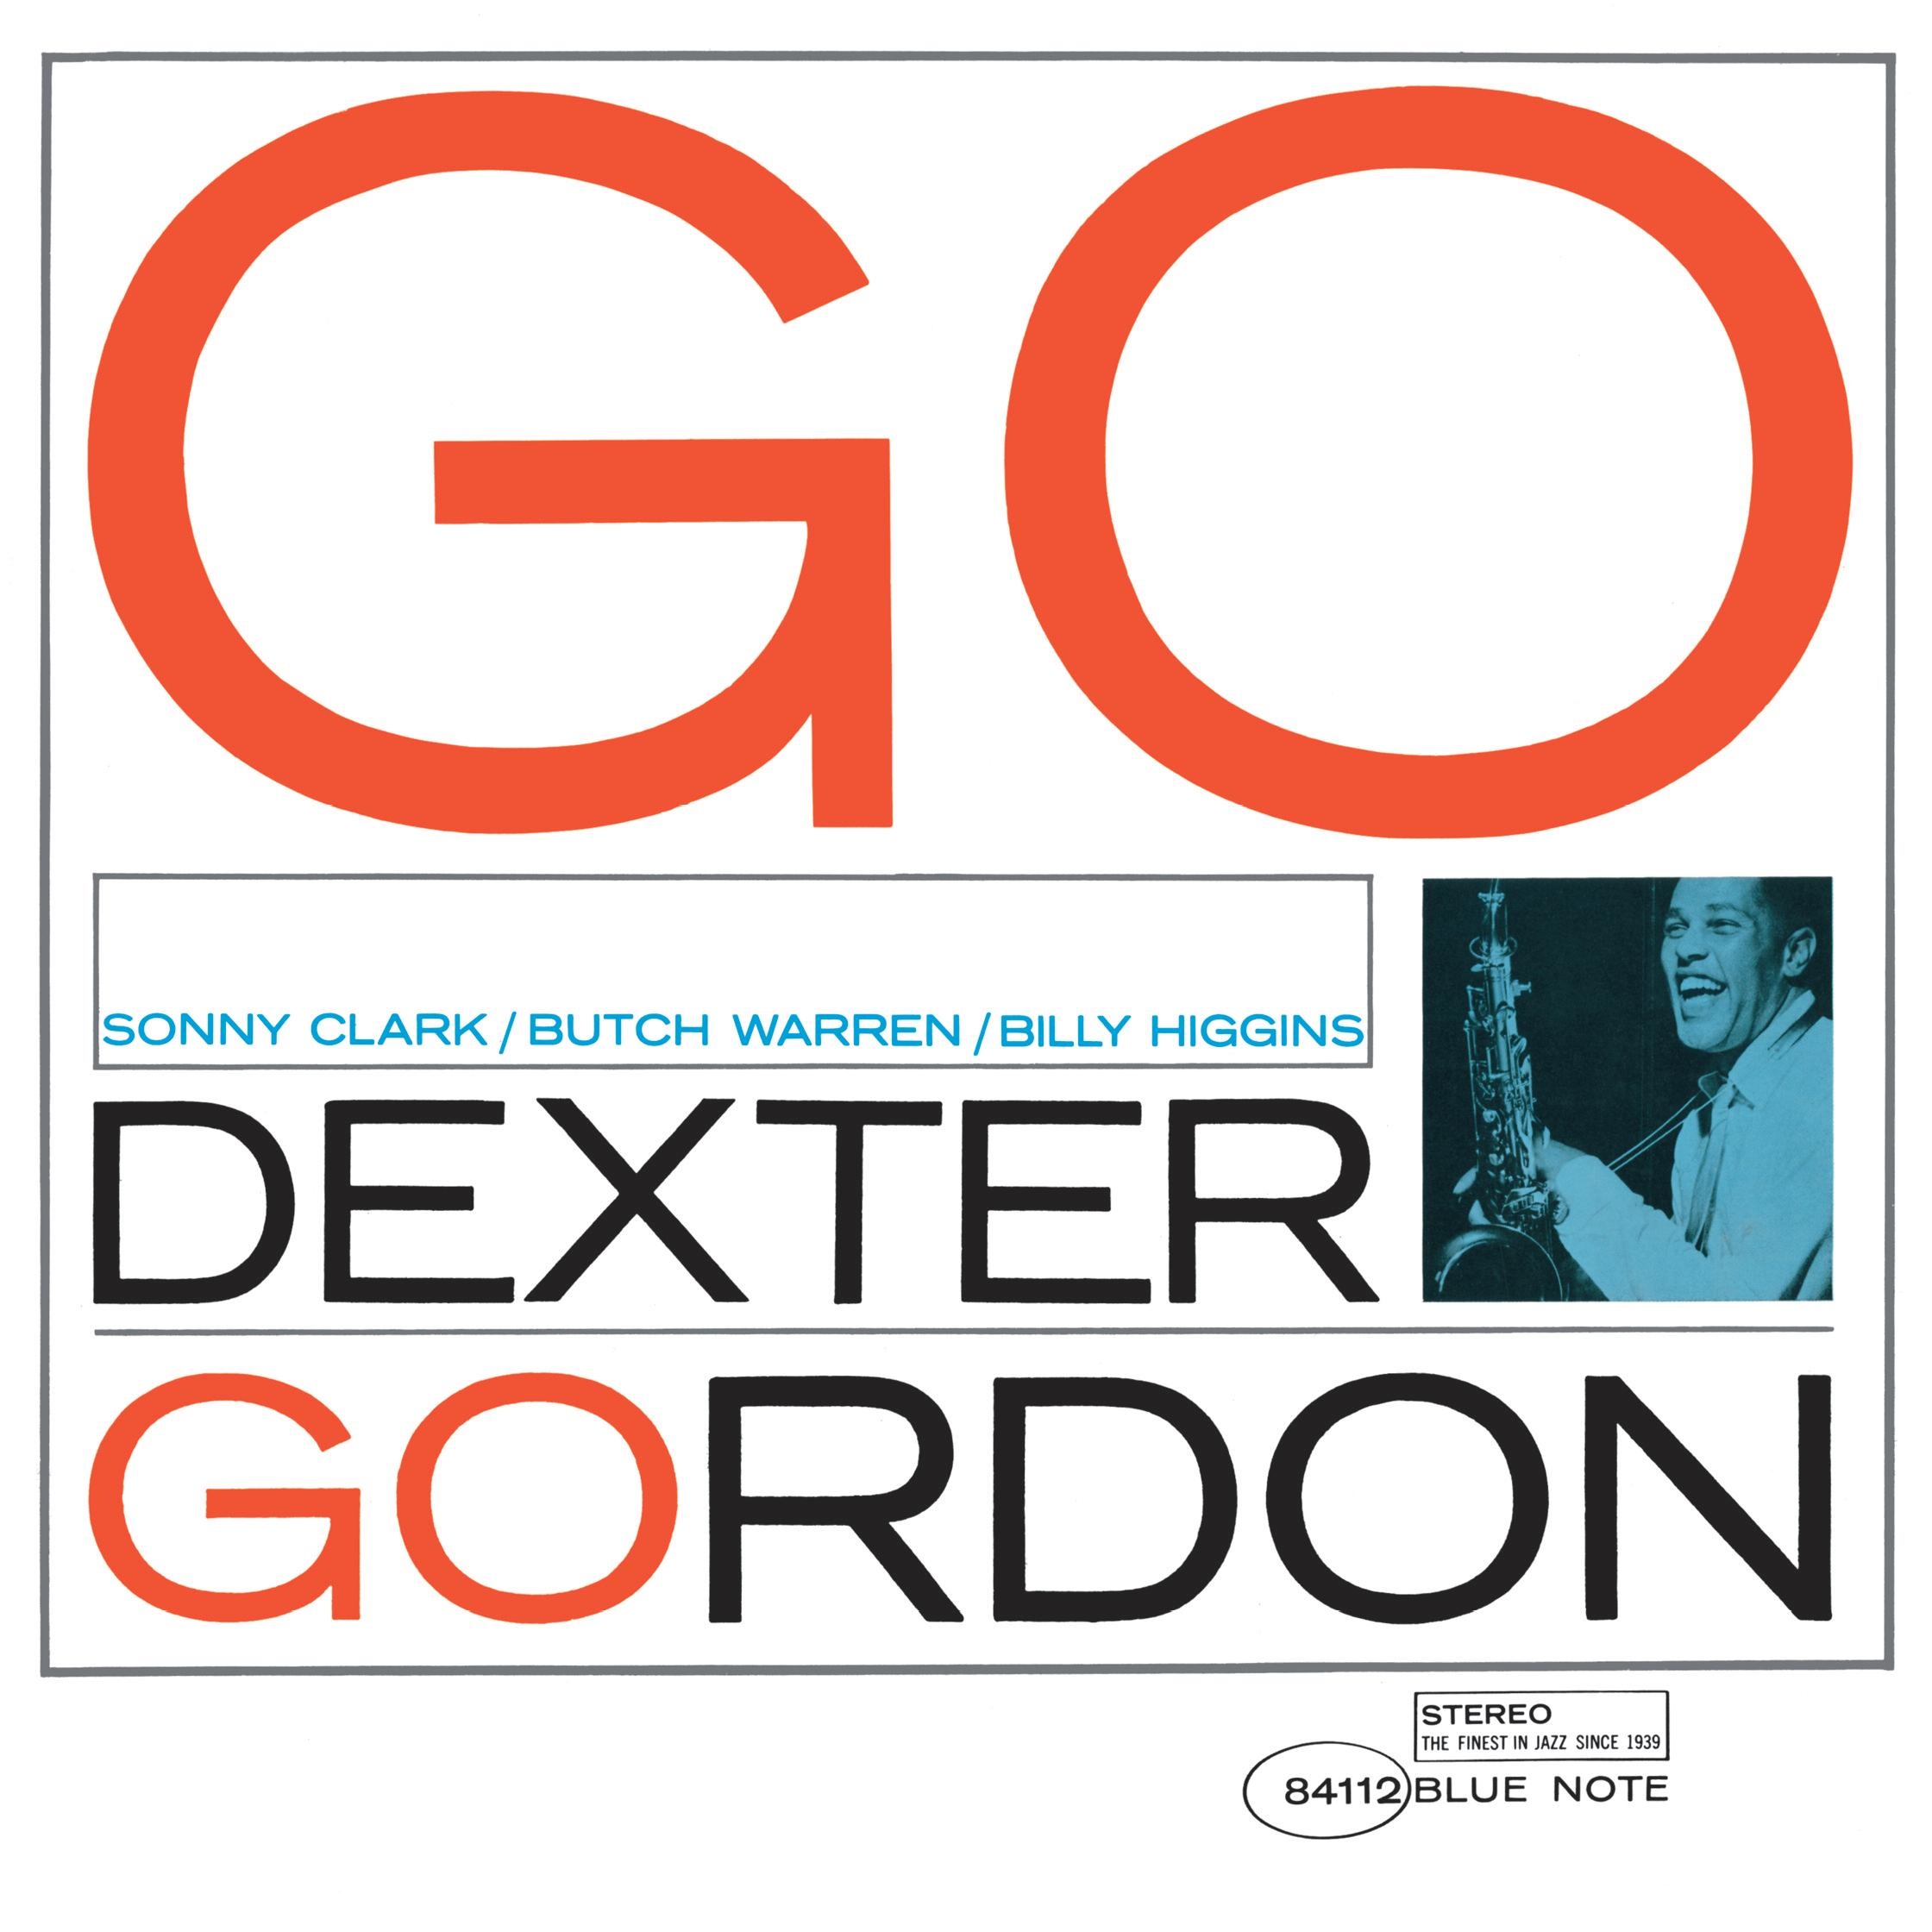 GO
SONNY CLARK/BUTCH WARREN/BILLY HIGGINS
DEXTER
GORDON
STEREO
THE FINEST IN JAZZ SINCE 1939
84112 BLUE NOTE